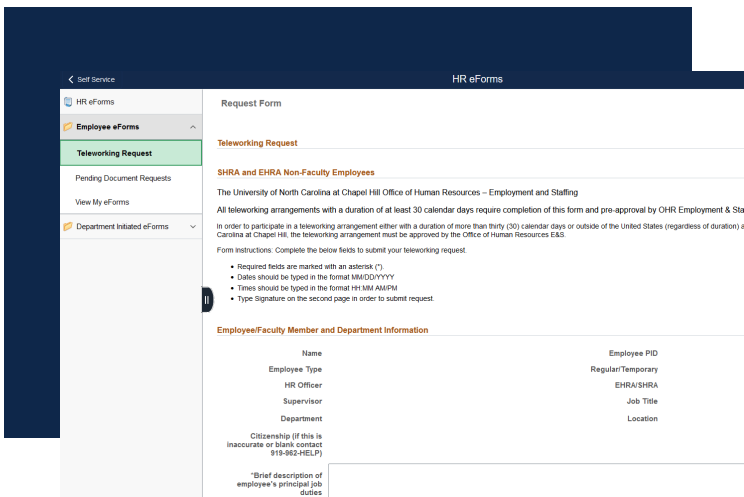 Self Service
HR eForms
HR eForms
Employee eForms
Teleworking Request
Pending Document Requests
View My eForms
Department Initiated eForms
Request Form
Teleworking Request
SHRA and EHRA Non-Faculty Employees
The University of North Carolina at Chapel Hill Office of Human Resources – Employment and Staffing
All teleworking arrangements with a duration of at least 30 calendar days require completion of this form and pre-approval by OHR Employment & Sta
In order to participate in a teleworking arrangement either with a duration of more than thirty (30) calendar days or outside of the United States (regardless of duration) a
Carolina at Chapel Hill, the teleworking arrangement must be approved by the Office of Human Resources E&S.
Form Instructions: Complete the below fields to submit your teleworking request.
• Required fields are marked with an asterisk (*).
• Dates should be typed in the format MM/DD/YYYY
• Times should be typed in the format HH:MM AM/PM
• Type Signature on the second page in order to submit request.
Employee/Faculty Member and Department Information
Name
Employee PID
Employee Type
Regular/Temporary
HR Officer
EHRA/SHRA
Supervisor
Job Title
Department
Location
Citizenship (if this is
inaccurate or blank contact
919-962-HELP)
*Brief description of
employee's principal job
duties